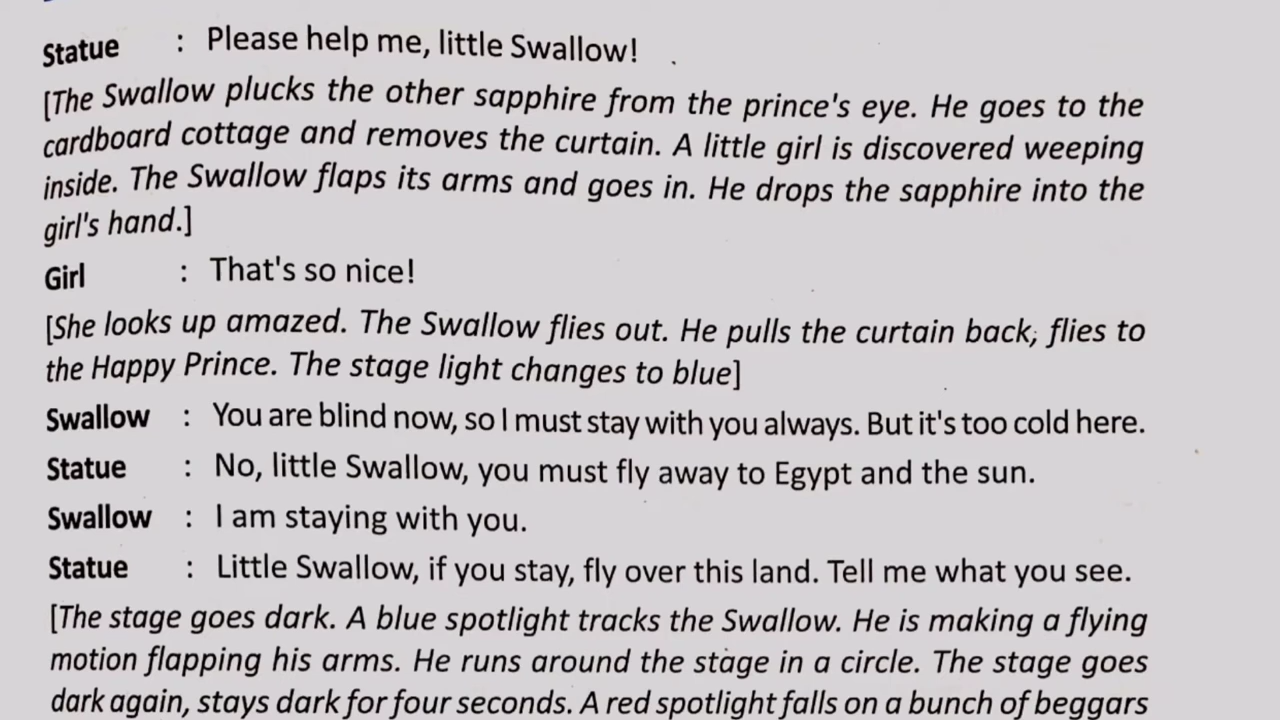 Statue : Please help me, little Swallow!
[The Swallow plucks the other sapphire from the prince's eye. He goes to the
cardboard cottage and removes the curtain. A little girl is discovered weeping
inside. The Swallow flaps its arms and goes in. He drops the sapphire into the
girl's hand.]
Girl : That's so nice!
[She looks up amazed. The Swallow flies out. He pulls the curtain back, flies to
the Happy Prince. The stage light changes to blue]
Swallow : You are blind now, so I must stay with you always. But it's too cold here.
Statue : No, little Swallow, you must fly away to Egypt and the sun.
Swallow : I am staying with you.
Statue : Little Swallow, if you stay, fly over this land. Tell me what you see.
[The stage goes dark. A blue spotlight tracks the Swallow. He is making a flying
motion flapping his arms. He runs around the stage in a circle. The stage goes
dark again, stays dark for four seconds. A red spotlight falls on a bunch of beggars